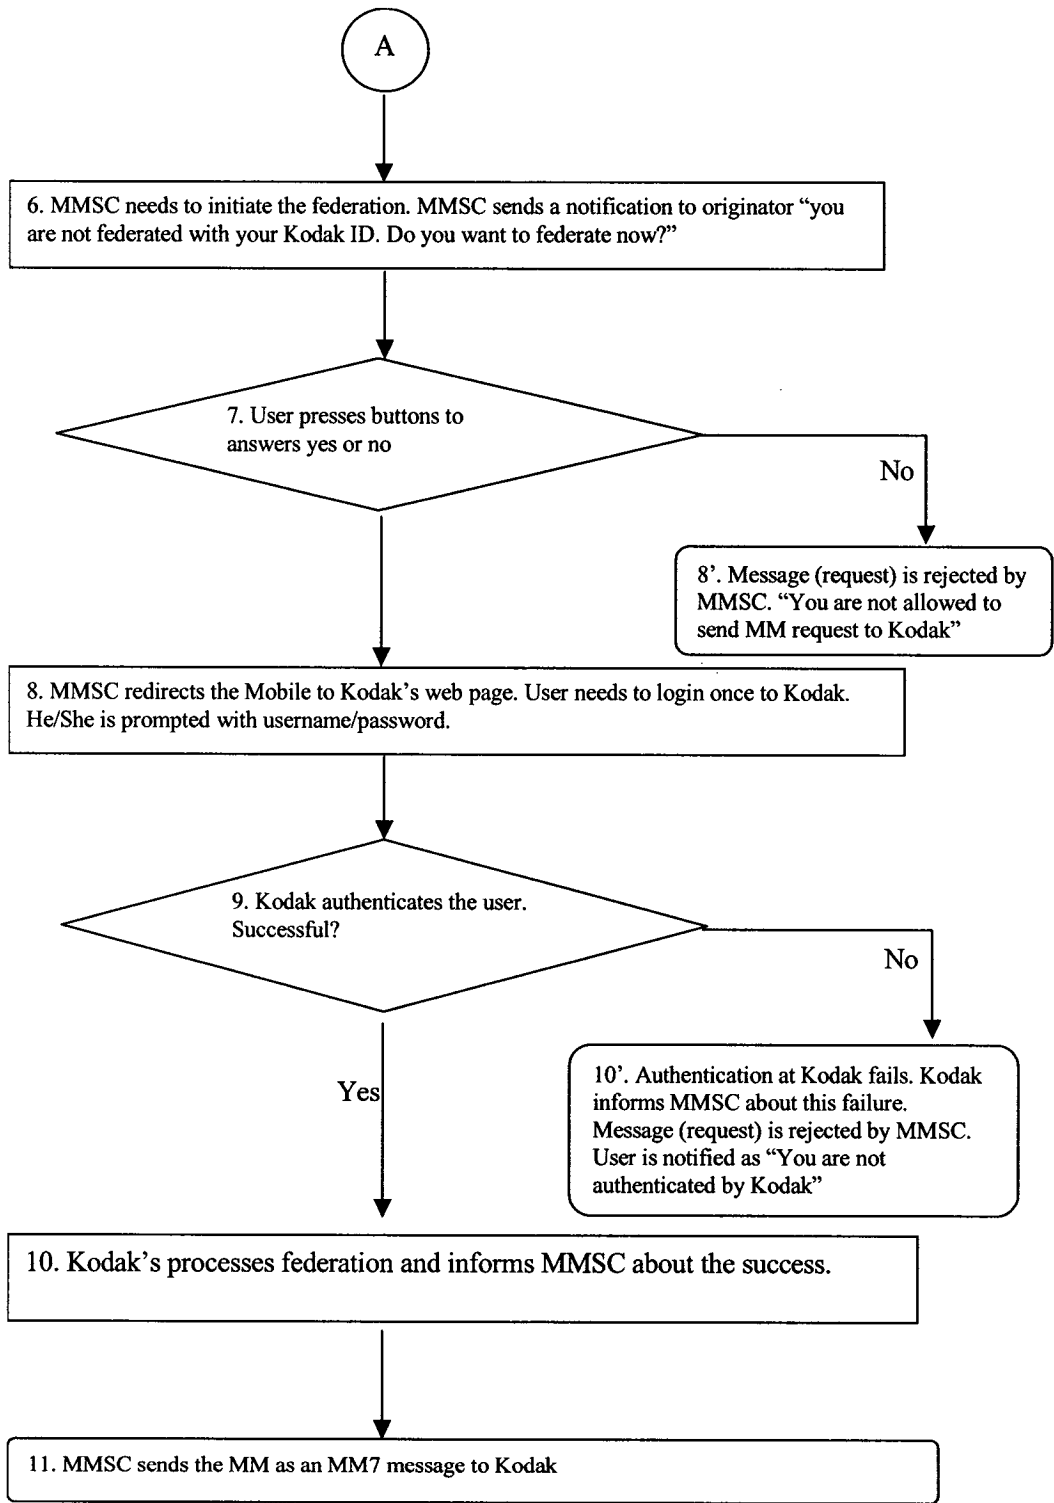 A
6. MMSC needs to initiate the federation. MMSC sends a notification to originator “you
are not federated with your Kodak ID. Do you want to federate now?”
7. User presses buttons to
answers yes or no
No
8’. Message (request) is rejected by
MMSC. “You are not allowed to
send MM request to Kodak”
8. MMSC redirects the Mobile to Kodak’s web page. User needs to login once to Kodak.
He/She is prompted with username/password.
9. Kodak authenticates the user.
Successful?
No
Yes
10’. Authentication at Kodak fails. Kodak
informs MMSC about this failure.
Message (request) is rejected by MMSC.
User is notified as “You are not
authenticated by Kodak”
10. Kodak’s processes federation and informs MMSC about the success.
11. MMSC sends the MM as an MM7 message to Kodak